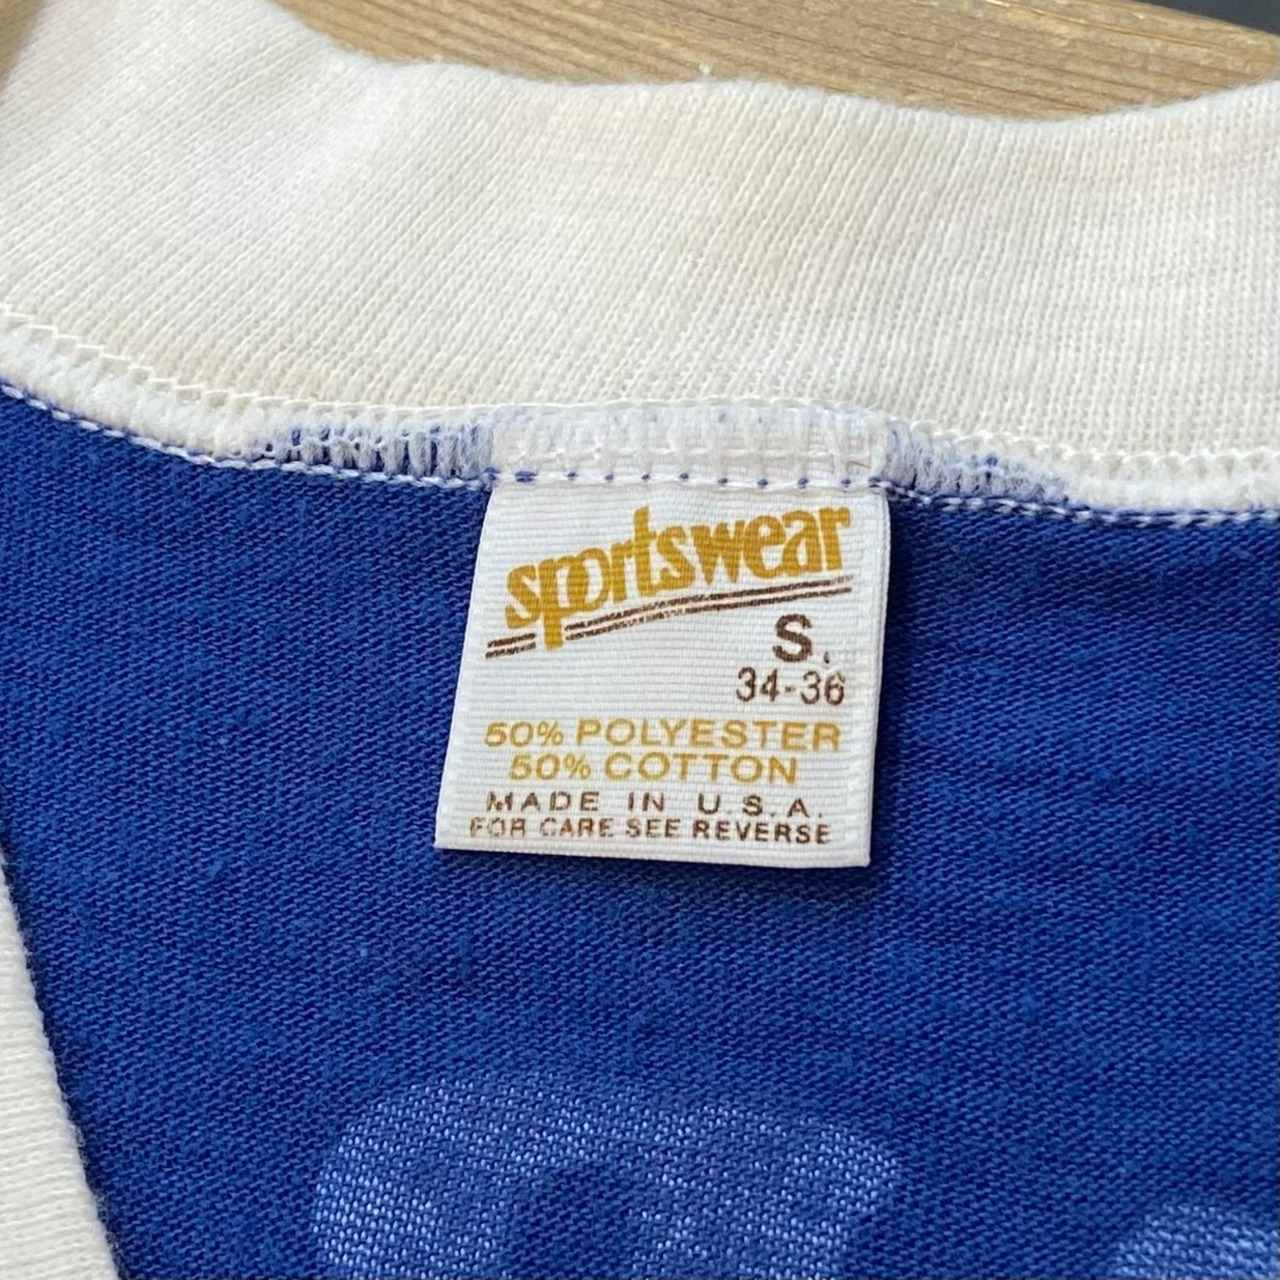 sportswear
S.
34-36
50% POLYESTER
50% COTTON
MADE IN U.S.A.
FOR CARE SEE REVERSE